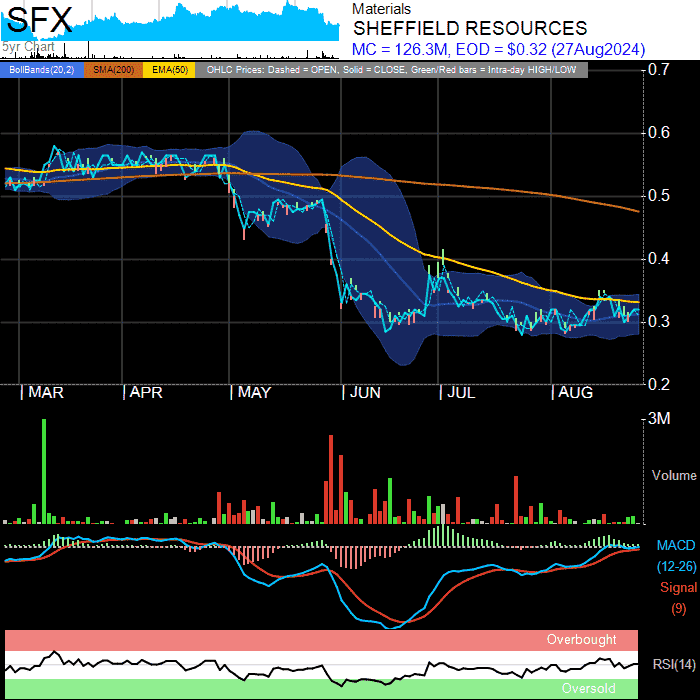 SFX
byr Chart
Materials
SHEFFIELD RESOURCES
MC = 126.3M, EOD = $0.32 (27Aug2024)
BollBands(20,2) SMA(200) EMA(50) OHLC Prices: Dashed = OPEN, Solid = CLOSE, Green/Red bars = Intra-day HIGH/LOW
0.7
0.6
0.5
0.4
0.3
0.2
MAR APR MAY JUN JUL AUG
3M
Volume
MACD
(12-26)
Signal
(9)
Overbought
RSI(14)
Oversold